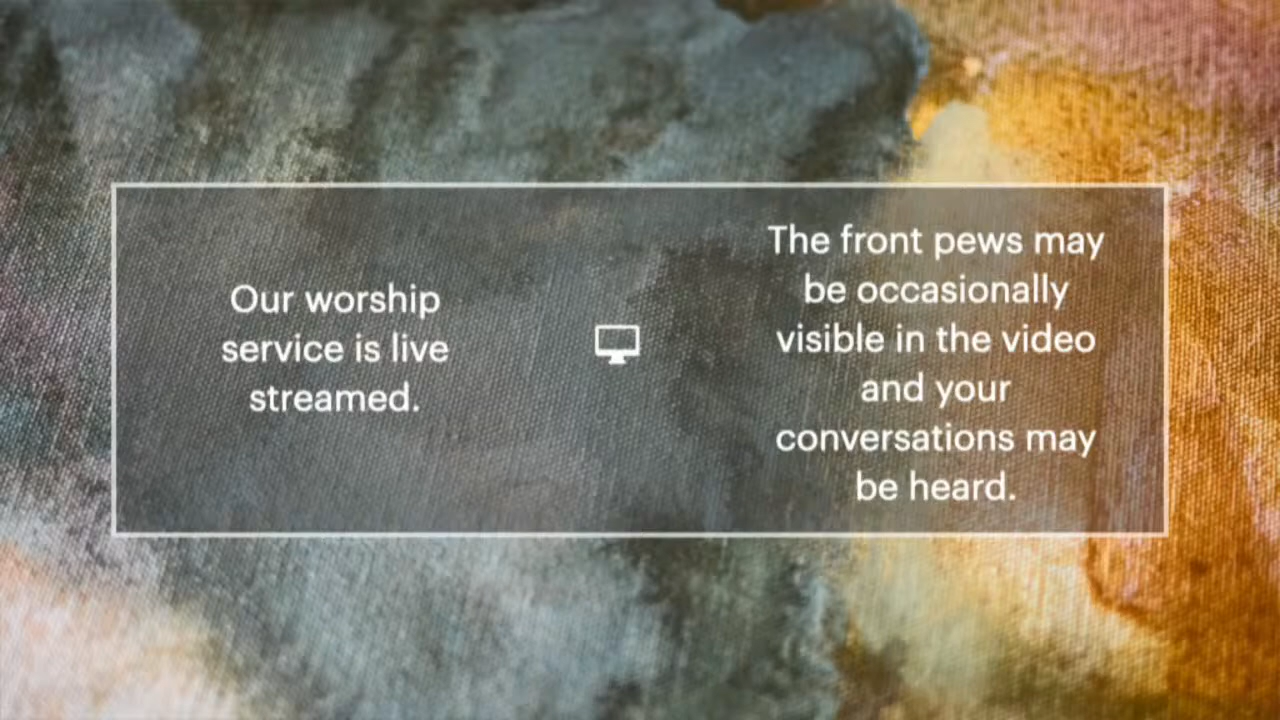 Our worship
service is live
streamed.
The front pews may
be occasionally
visible in the video
and your
conversations may
be heard.